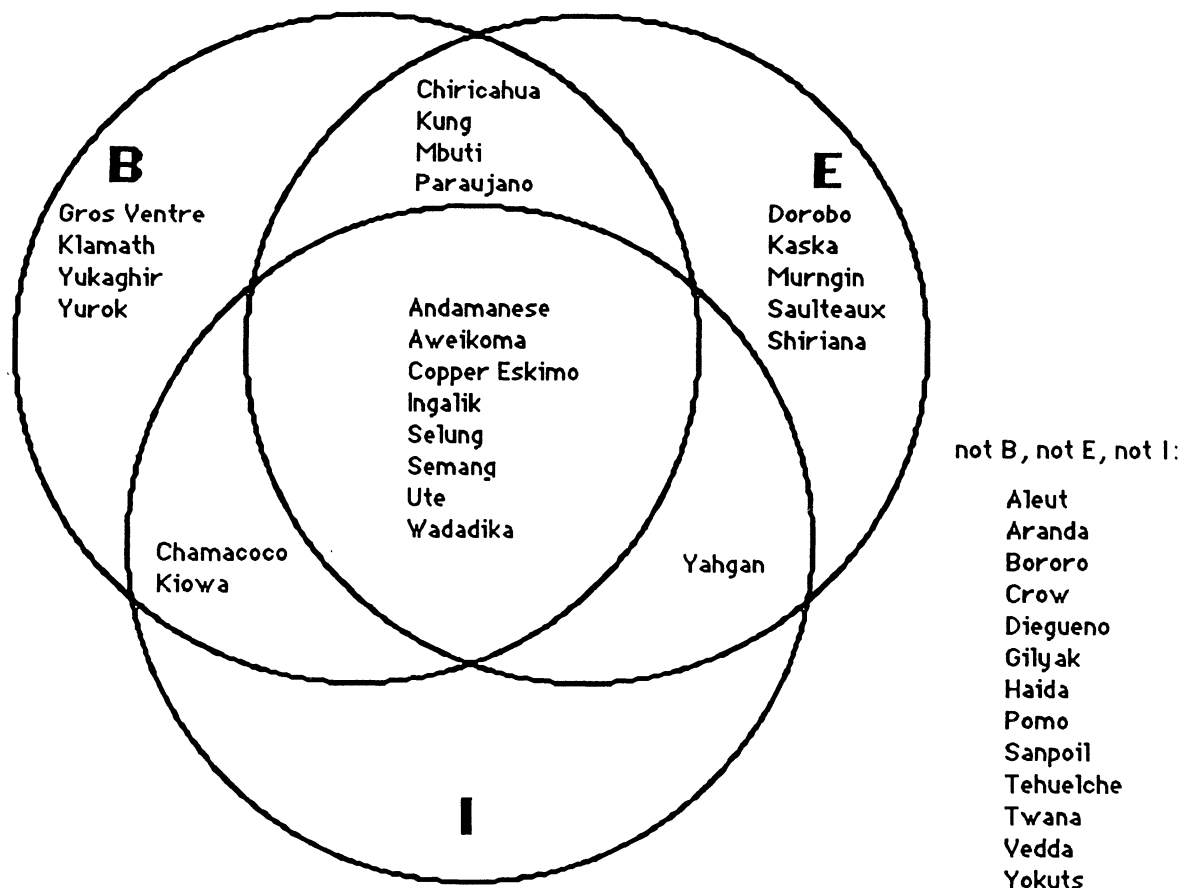 Chiricahua
Kung
Mbuti
Paraujano
B
Gros Ventre
Klamath
Yukaghir
Yurok
E
Dorobo
Kaska
Murngin
Saulteaux
Shiriana
Andamanese
Aweikoma
Copper Eskimo
Ingalik
Selung
Semang
Ute
Wadadika
Chamacoco
Kiowa
Yahgan
I
not B, not E, not I:
Aleut
Aranda
Bororo
Crow
Diegueno
Gilyak
Haida
Pomo
Sanpoil
Tehuelche
Twana
Vedda
Yokuts